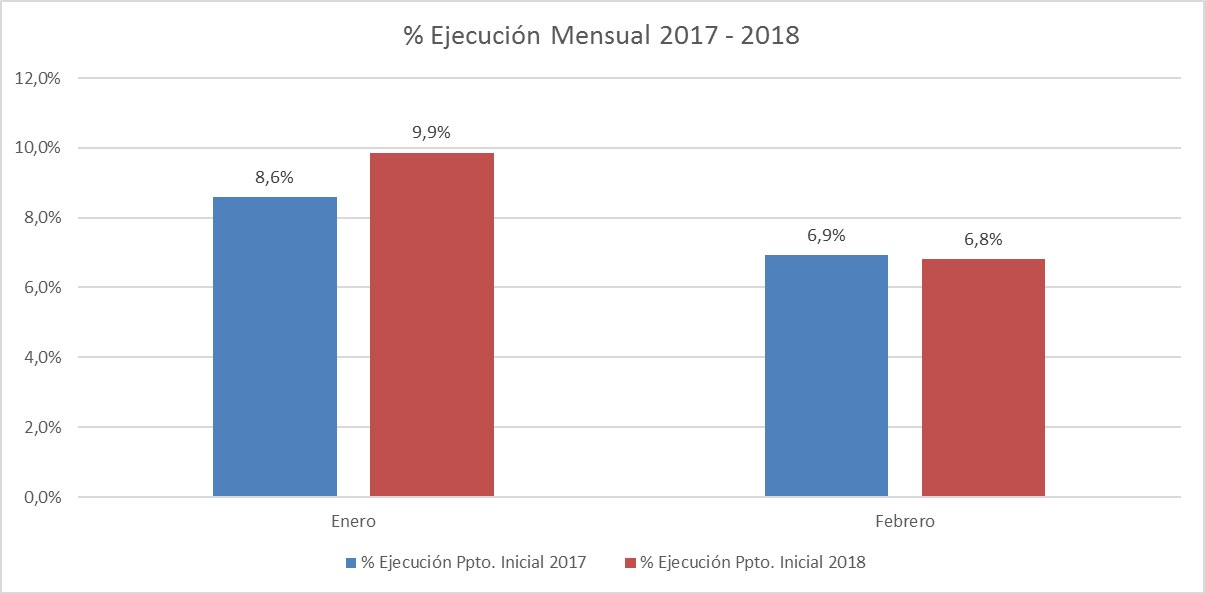 % Ejecución Mensual 2017 - 2018
12,0%
10,0%
8,0%
6,0%
4,0%
2,0%
0,0%
8,6%
9,9%
6,9%
6,8%
Enero
Febrero
% Ejecución Ppto. Inicial 2017
% Ejecución Ppto. Inicial 2018